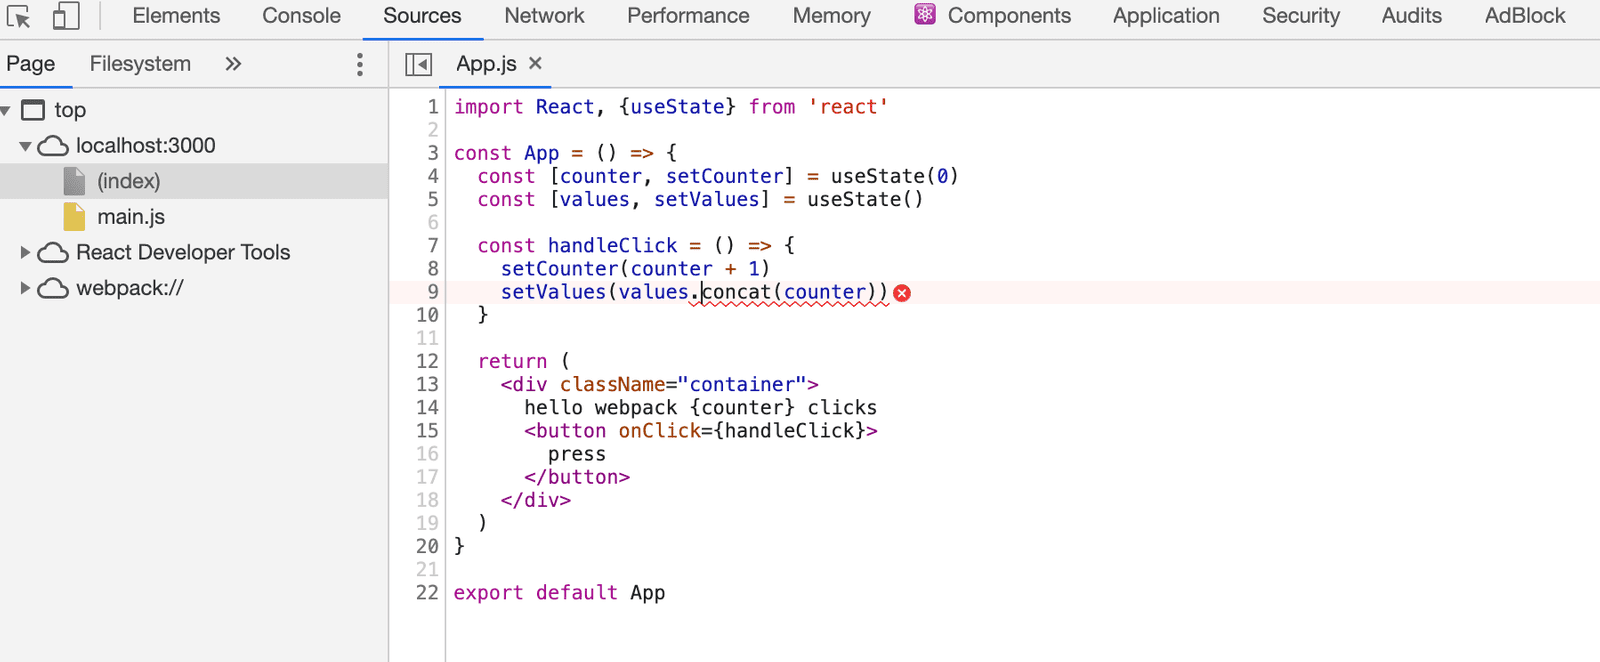 Elements Console Sources Network Performance Memory Components Application Security Audits AdBlock
Page Filesystem »
App.js ×
top
localhost:3000
(index)
main.js
React Developer Tools
webpack://
1 import React, {useState} from 'react'
2
3 const App = () => {
4 const [counter, setCounter] = useState(0)
5 const [values, setValues] = useState()
6
7 const handleClick = () => {
8 setCounter(counter + 1)
9 setValues(values.concat(counter))
10 }
11
12 return (
13 <div className="container">
14 hello webpack {counter} clicks
15 <button onClick={handleClick}>
16 press
17 </button>
18 </div>
19 )
20 }
21
22 export default App